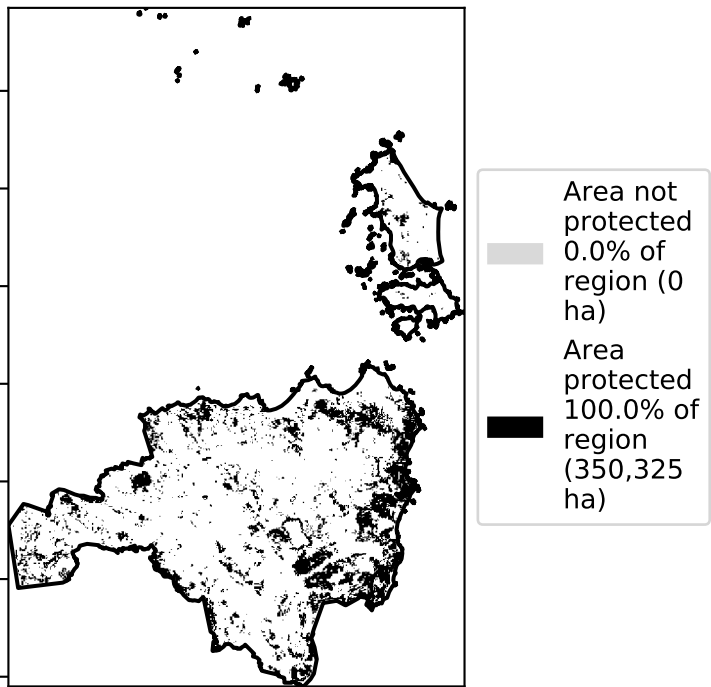 Area not
protected
0.0% of
region (0
ha)
Area
protected
100.0% of
region
(350,325
ha)